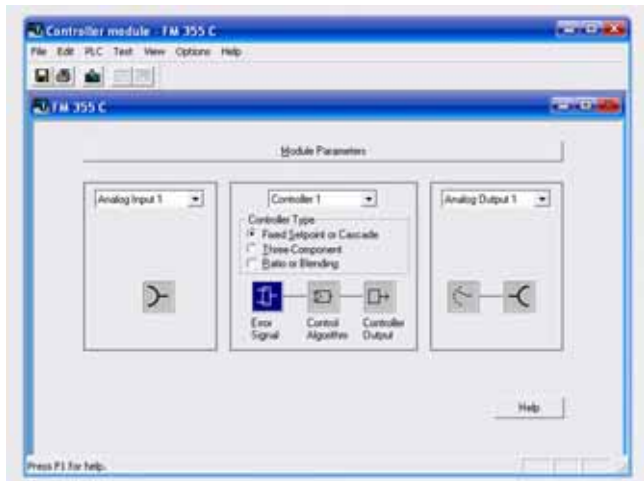 Controller module - FM 355 C
File Edit PLC Test View Options Help
FM 355 C
Module Parameters
Analog Input 1
Controller 1
Analog Output 1
Controller Type
Fixed Setpoint or Cascade
Three-Component
Ratio or Blending
Error Signal
Control Algorithm
Controller Output
Help
Press F1 for help.